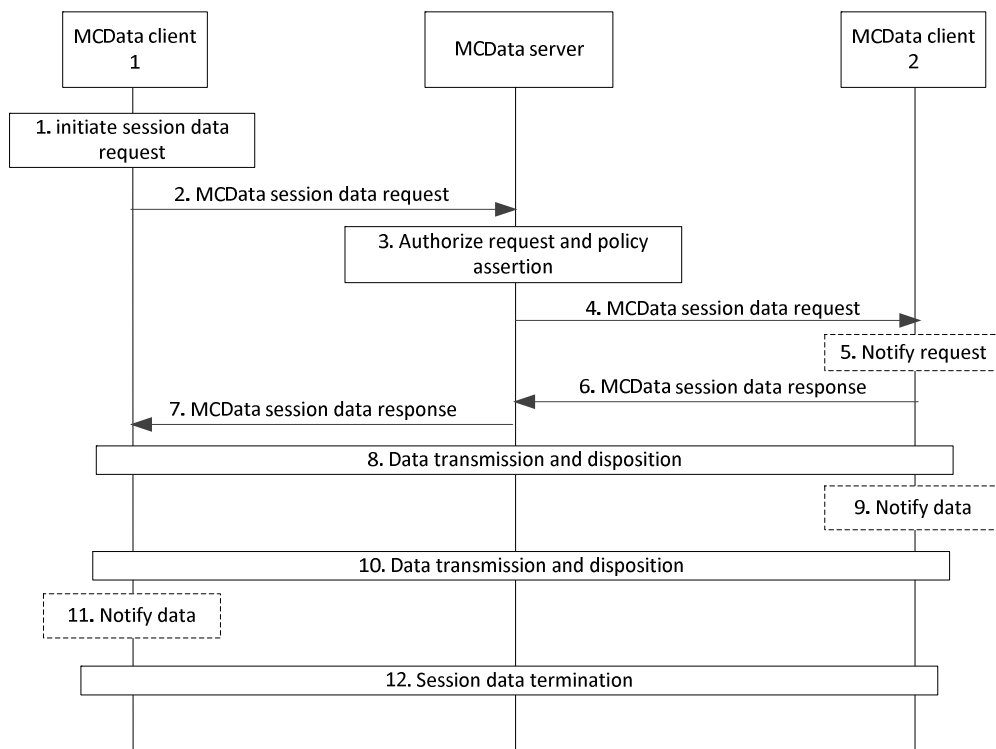 MCData client
1
MCData server
MCData client
2
1. initiate session data
request
2. MCData session data request
3. Authorize request and policy
assertion
4. MCData session data request
5. Notify request
6. MCData session data response
7. MCData session data response
8. Data transmission and disposition
9. Notify data
10. Data transmission and disposition
11. Notify data
12. Session data termination